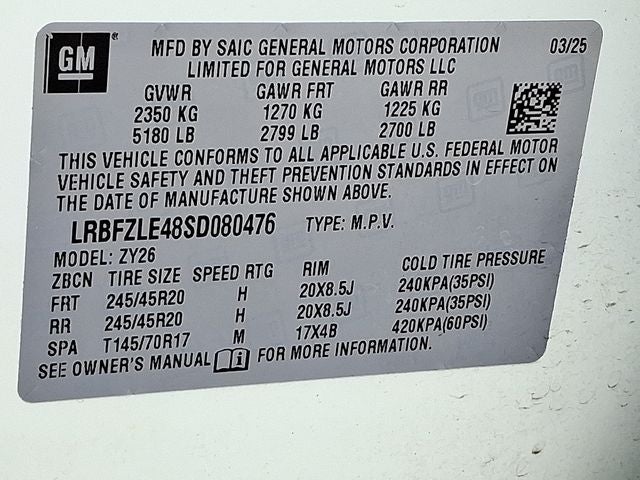 GM
MFD BY SAIC GENERAL MOTORS CORPORATION 03/25
LIMITED FOR GENERAL MOTORS LLC
GVWR GAWR FRT GAWR RR
2350 KG 1270 KG 1225 KG
5180 LB 2799 LB 2700 LB
THIS VEHICLE CONFORMS TO ALL APPLICABLE U.S. FEDERAL MOTOR
VEHICLE SAFETY AND THEFT PREVENTION STANDARDS IN EFFECT ON
THE DATE OF MANUFACTURE SHOWN ABOVE.
LRBFZLE48SD080476 TYPE: M.P.V.
MODEL: ZY26
ZBCN TIRE SIZE SPEED RTG RIM COLD TIRE PRESSURE
FRT 245/45R20 H 20X8.5J 240KPA(35PSI)
RR 245/45R20 H 20X8.5J 240KPA(35PSI)
SPA T145/70R17 M 17X4B 420KPA(60PSI)
SEE OWNER'S MANUAL i FOR MORE INFORMATION.